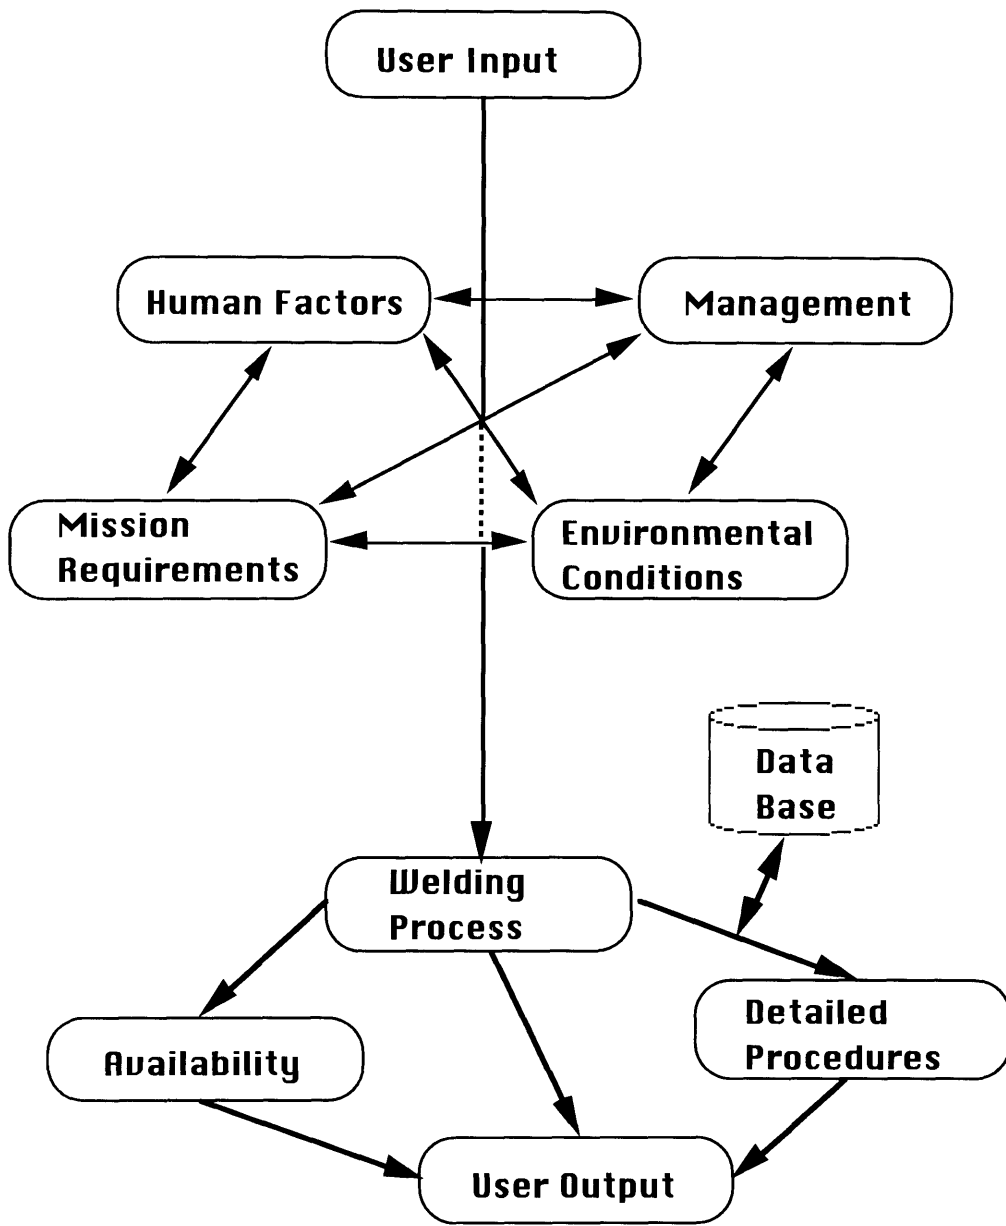 User Input
Human Factors
Management
Mission
Requirements
Environmental
Conditions
Data
Base
Welding
Process
Availability
Detailed
Procedures
User Output